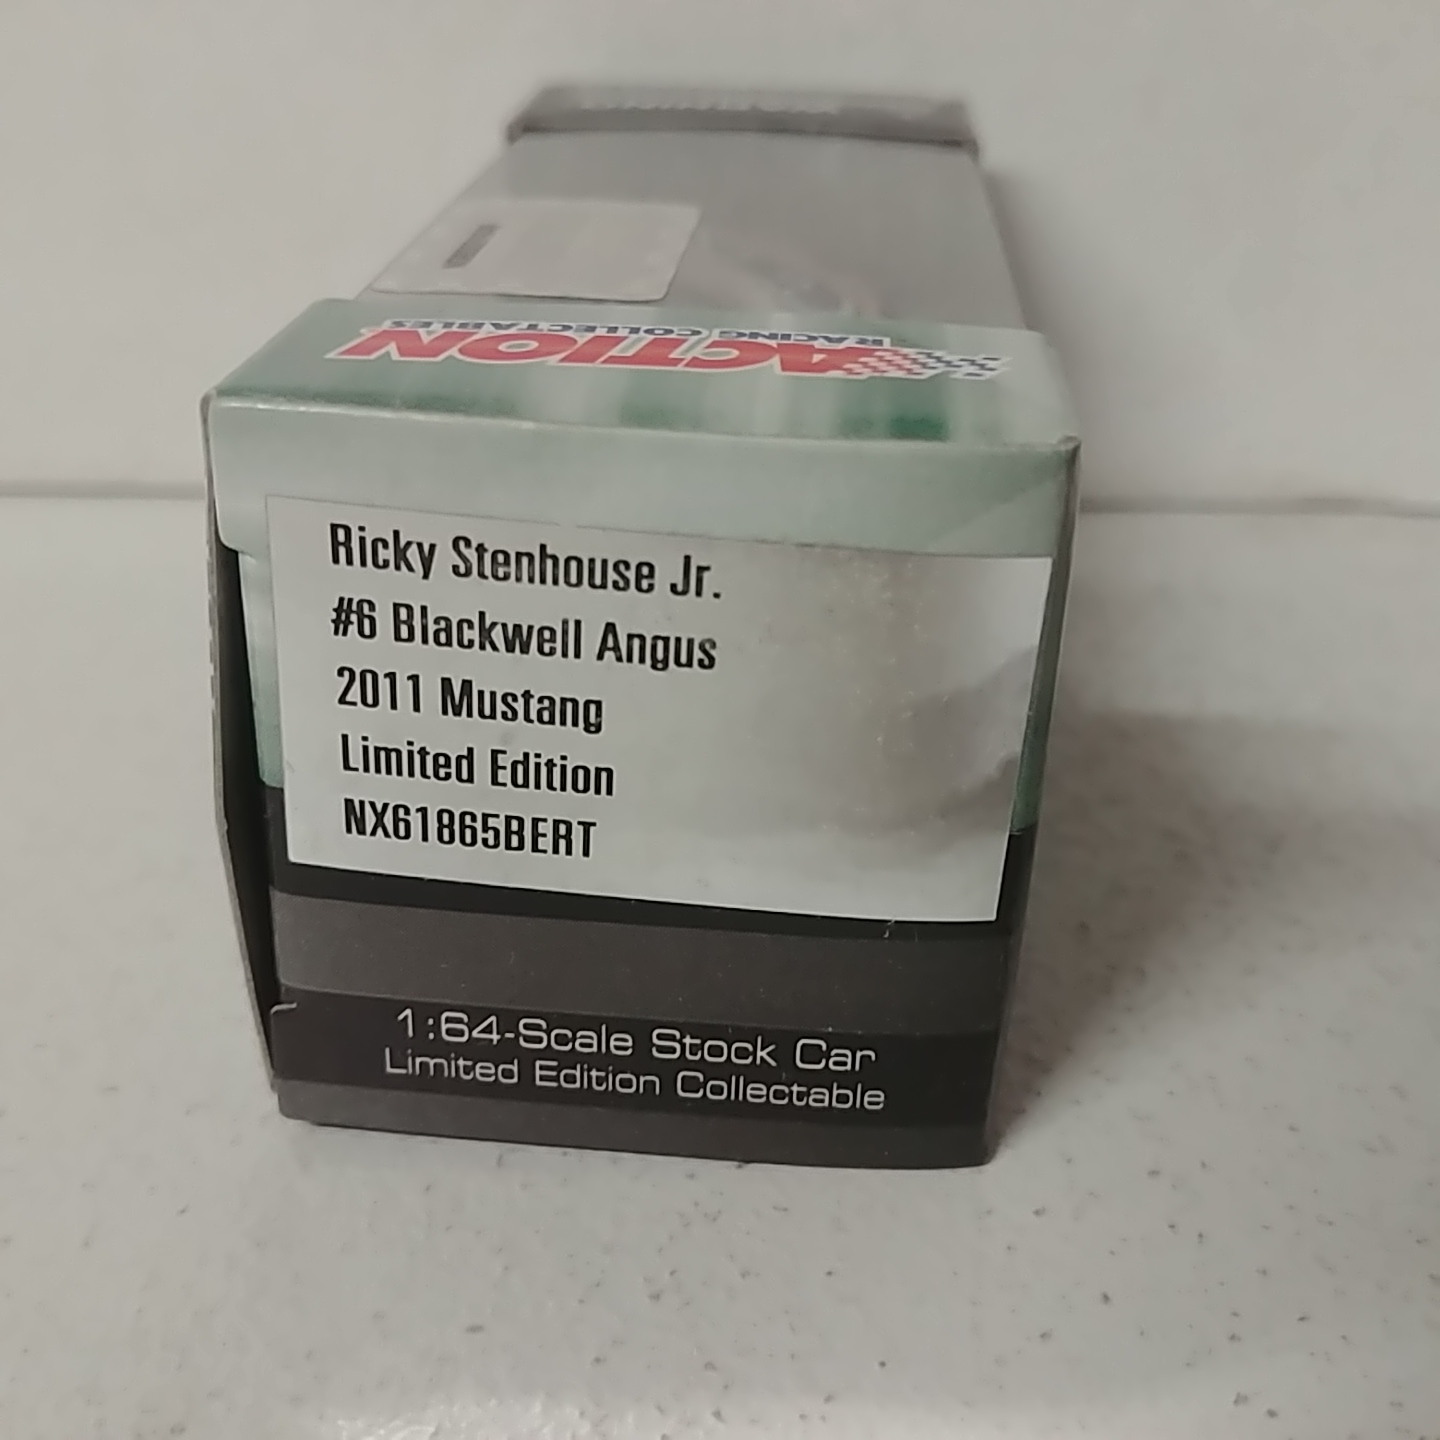 ACTION
RACING COLLECTABLES
Ricky Stenhouse Jr.
#6 Blackwell Angus
2011 Mustang
Limited Edition
NX61865BERT
1:64-Scale Stock Car
Limited Edition Collectable